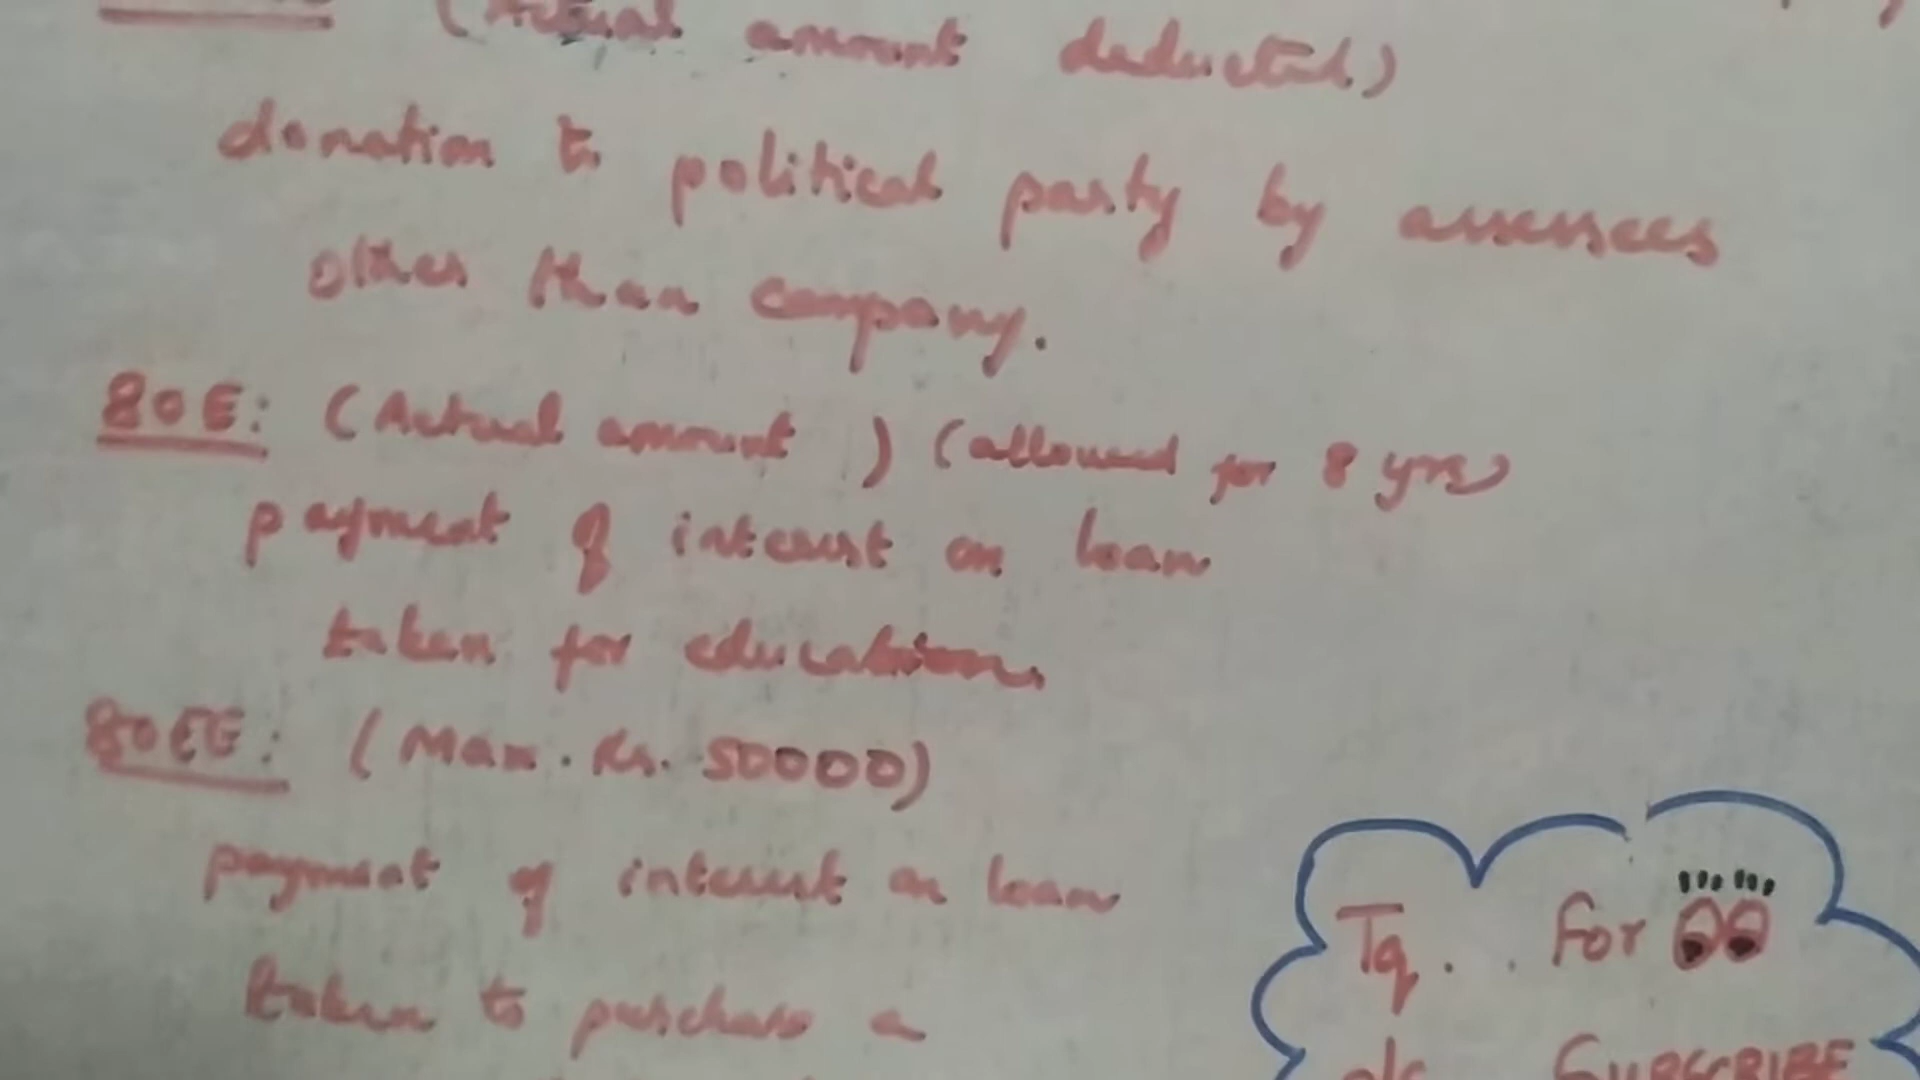 (Actual amount deducted)
donation to political party by assessees
other than company.
80E: (Actual amount ) (allowed for 8 yrs)
payment of interest on loan
taken for education.
80EE: (Max. Rs. 50000)
payment of interest on loan
taken to purchase a
Tq.. For
SUBSCRIBE